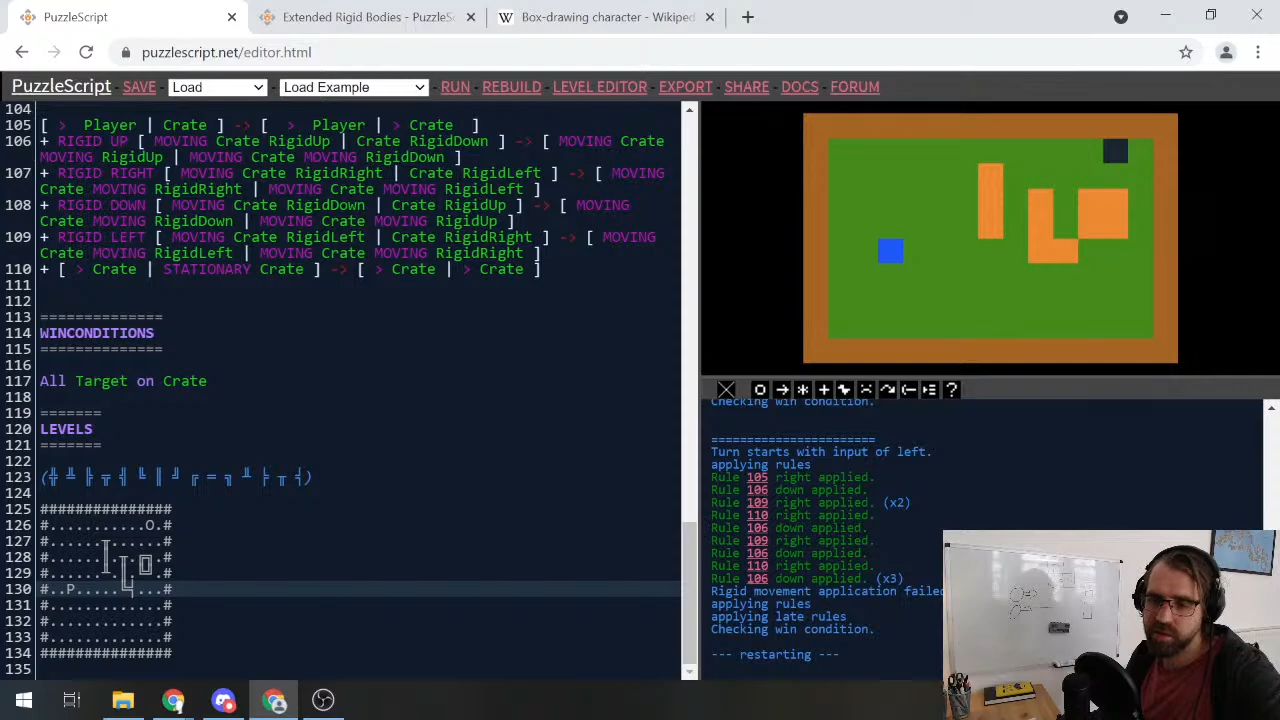 PuzzleScript
Extended Rigid Bodies - PuzzleSc
Box-drawing character - Wikiped
puzzlescript.net/editor.html
PuzzleScript - SAVE - Load Load Example - RUN - REBUILD - LEVEL EDITOR - EXPORT - SHARE - DOCS - FORUM
104
105 [ > Player | Crate ] -> [ > Player | > Crate ]
106 + RIGID UP [ MOVING Crate RigidUp | Crate RigidDown ] -> [ MOVING Crate
MOVING RigidUp | MOVING Crate MOVING RigidDown ]
107 + RIGID RIGHT [ MOVING Crate RigidRight | Crate RigidLeft ] -> [ MOVING
Crate MOVING RigidRight | MOVING Crate MOVING RigidLeft ]
108 + RIGID DOWN [ MOVING Crate RigidDown | Crate RigidUp ] -> [ MOVING
Crate MOVING RigidDown | MOVING Crate MOVING RigidUp ]
109 + RIGID LEFT [ MOVING Crate RigidLeft | Crate RigidRight ] -> [ MOVING
Crate MOVING RigidLeft | MOVING Crate MOVING RigidRight ]
110 + [ > Crate | STATIONARY Crate ] -> [ > Crate | > Crate ]
111
112
113 ==============
114 WINCONDITIONS
115 ==============
116
117 All Target on Crate
118
119 =======
120 LEVELS
121 =======
122
123 (╬ ╩ ╠ ╦ ╣ ╚ ║ ╝ ╔ = ╗ ╨ ╞ ╥ ╡)
124
125 ###############
126 #...........O.#
127 #......╥......#
128 #......║.╥.╔╗.#
129 #......╨.║.╚╝.#
130 #..P.....╚╡...#
131 #.............#
132 #.............#
133 #.............#
134 ###############
135
Checking win condition.
=======================
Turn starts with input of left.
applying rules
Rule 105 right applied.
Rule 106 down applied.
Rule 109 right applied. (x2)
Rule 110 right applied.
Rule 106 down applied.
Rule 109 right applied.
Rule 106 down applied.
Rule 110 right applied.
Rule 106 down applied. (x3)
Rigid movement application failed
applying rules
applying late rules
Checking win condition.
--- restarting ---